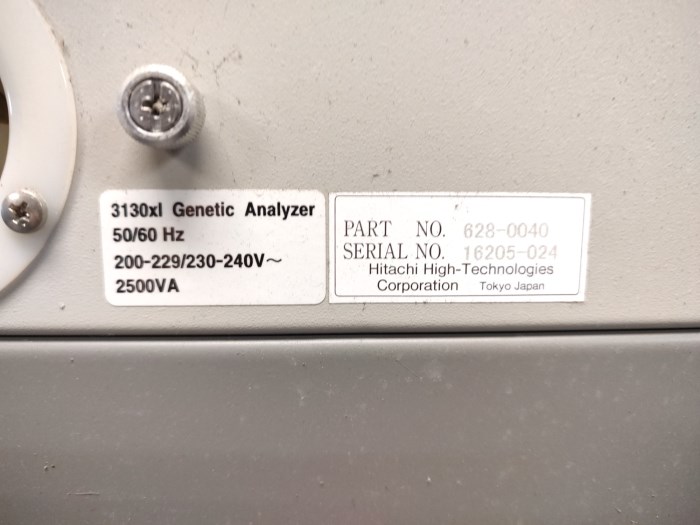 3130xl Genetic Analyzer
50/60 Hz
200-229/230-240V~
2500VA
PART NO. 628-0040
SERIAL NO. 16205-024
Hitachi High-Technologies
Corporation Tokyo Japan